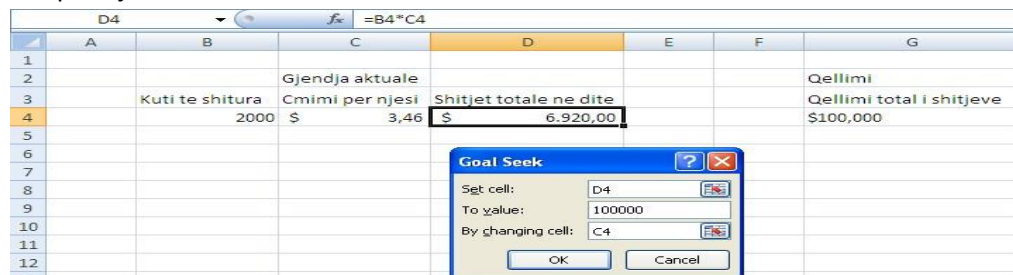 D4 fx =B4*C4
A B C D E F G
1
2 Gjendja aktuale Qellimi
3 Kuti te shitura Cmimi per njesi Shitjet totale ne dite Qellimi total i shitjeve
4 2000 $ 3,46 $ 6.920,00 $100,000
5
6
7
8
9
10
11
12
Goal Seek
Set cell: D4
To value: 100000
By changing cell: C4
OK Cancel